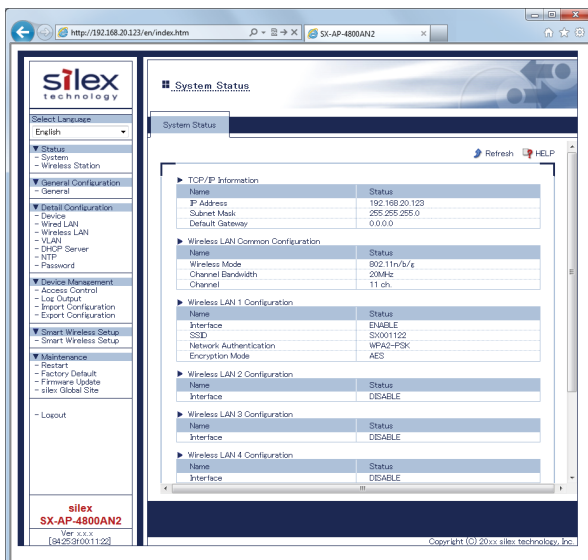 http://192.168.20.123/en/index.htm
SX-AP-4800AN2
silex
technology
Select Language
English
▼ Status
- System
- Wireless Station
▼ General Configuration
- General
▼ Detail Configuration
- Device
- Wired LAN
- Wireless LAN
- VLAN
- DHCP Server
- NTP
- Password
▼ Device Management
- Access Control
- Log Output
- Import Configuration
- Export Configuration
▼ Smart Wireless Setup
- Smart Wireless Setup
▼ Maintenance
- Restart
- Factory Default
- Firmware Update
- silex Global Site
- Logout
silex
SX-AP-4800AN2
Ver x.x.x
[84:25:3f:00:11:22]
System Status
System Status
Refresh HELP
▶ TCP/IP Information
Name Status
IP Address 192.168.20.123
Subnet Mask 255.255.255.0
Default Gateway 0.0.0.0
▶ Wireless LAN Common Configuration
Name Status
Wireless Mode 802.11n/b/g
Channel Bandwidth 20MHz
Channel 11 ch.
▶ Wireless LAN 1 Configuration
Name Status
Interface ENABLE
SSID SX001122
Network Authentication WPA2-PSK
Encryption Mode AES
▶ Wireless LAN 2 Configuration
Name Status
Interface DISABLE
▶ Wireless LAN 3 Configuration
Name Status
Interface DISABLE
▶ Wireless LAN 4 Configuration
Name Status
Interface DISABLE
Copyright (C) 20xx silex technology, Inc.